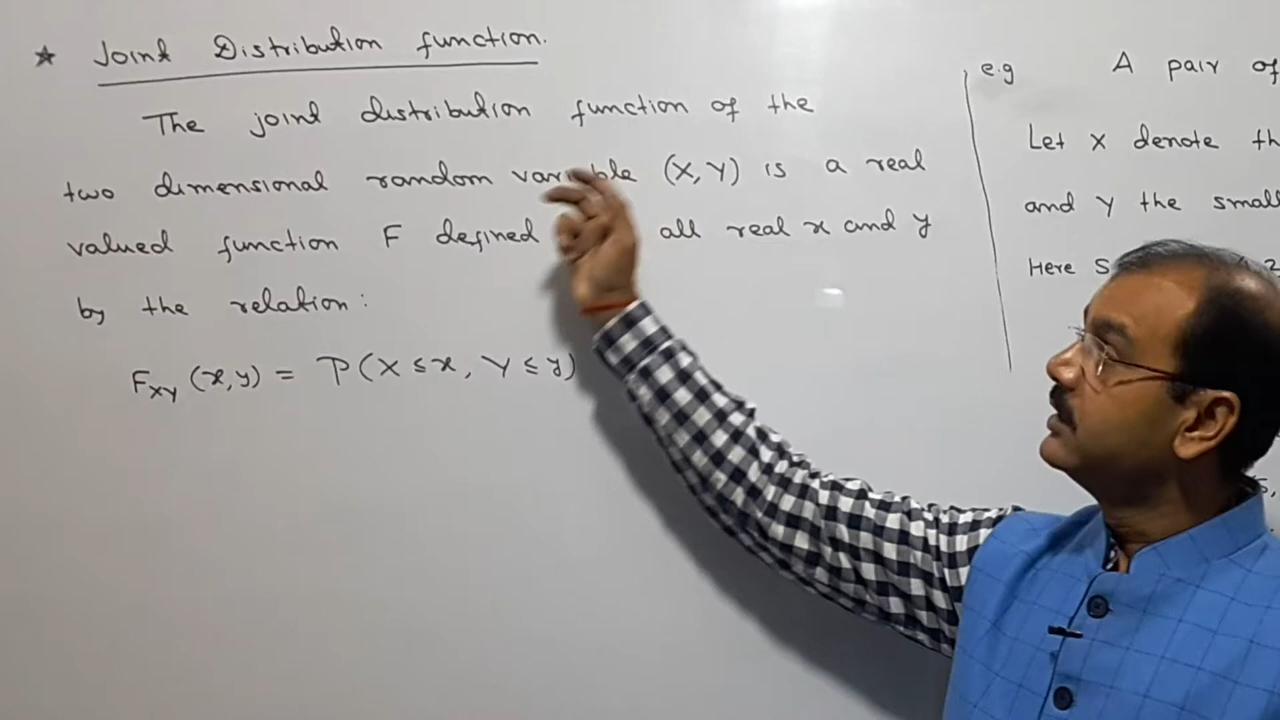 ★ Joint Distribution function.
The joint distribution function of the
two dimensional random variable (X, Y) is a real
valued function F defined all real x and y
by the relation:
F_XY (x,y) = P(X ≤ x, Y ≤ y)
e.g A pair of
Let X denote th
and Y the small
Here S